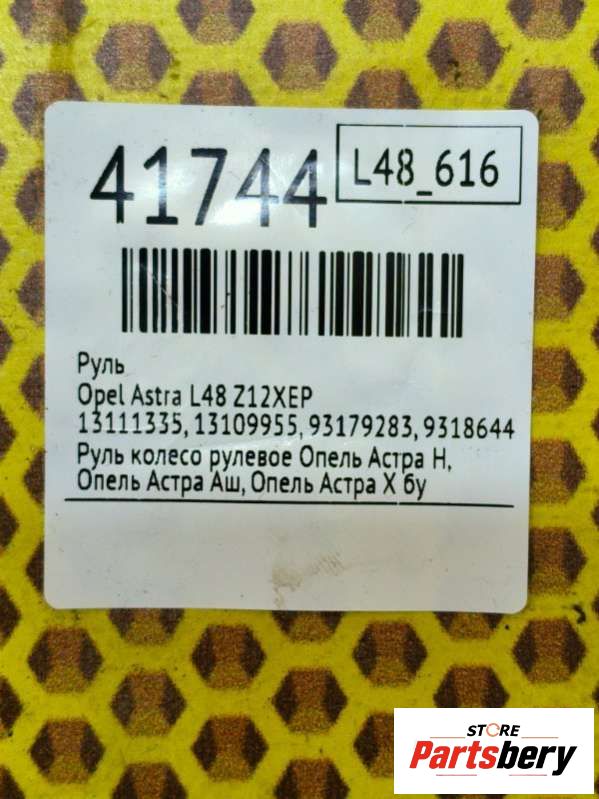 41744
L48_616
Руль
Opel Astra L48 Z12XEP
13111335, 13109955, 93179283, 9318644
Руль колесо рулевое Опель Астра Н,
Опель Астра Аш, Опель Астра Х бу
STORE
Partsbery